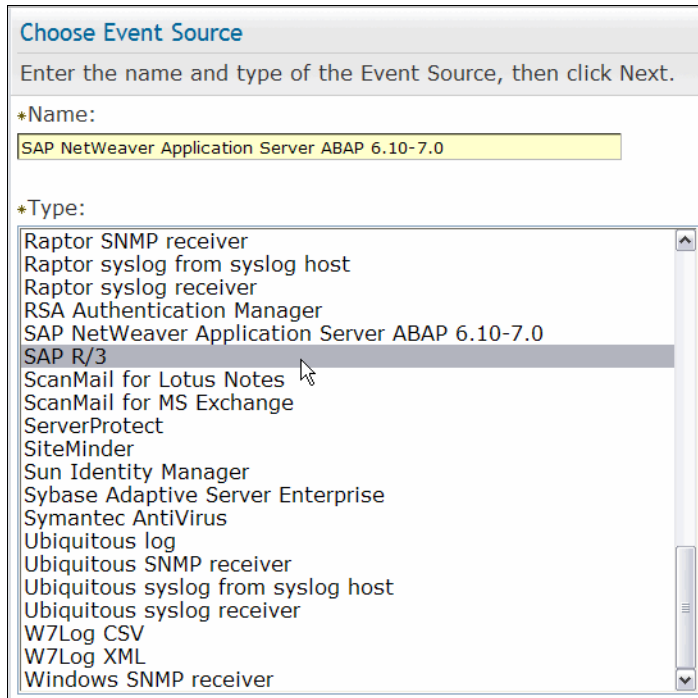 Choose Event Source
Enter the name and type of the Event Source, then click Next.
*Name:
SAP NetWeaver Application Server ABAP 6.10-7.0
*Type:
Raptor SNMP receiver
Raptor syslog from syslog host
Raptor syslog receiver
RSA Authentication Manager
SAP NetWeaver Application Server ABAP 6.10-7.0
SAP R/3
ScanMail for Lotus Notes
ScanMail for MS Exchange
ServerProtect
SiteMinder
Sun Identity Manager
Sybase Adaptive Server Enterprise
Symantec AntiVirus
Ubiquitous log
Ubiquitous SNMP receiver
Ubiquitous syslog from syslog host
Ubiquitous syslog receiver
W7Log CSV
W7Log XML
Windows SNMP receiver